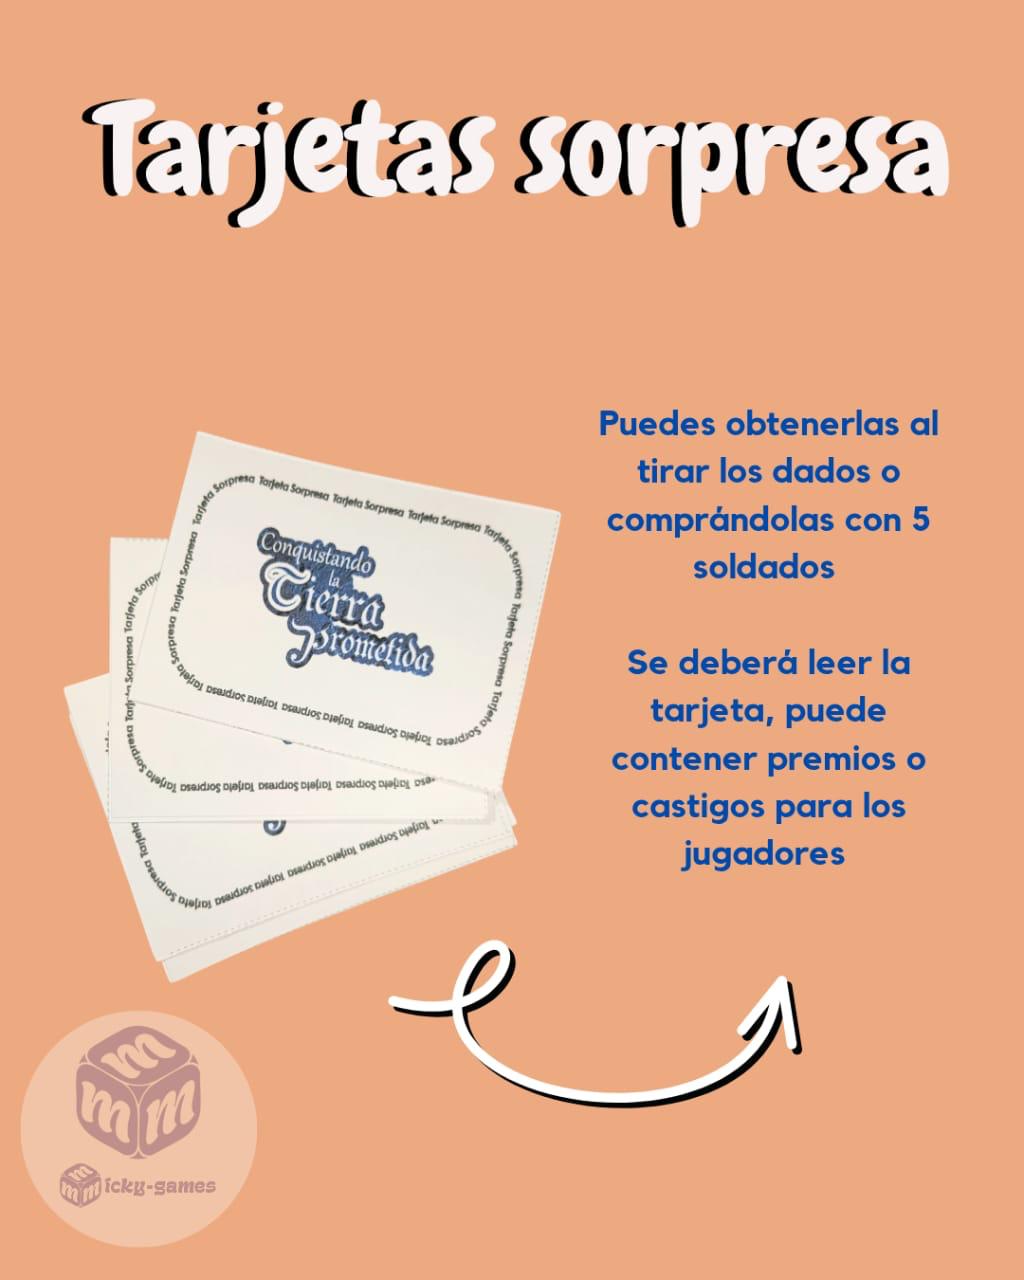 Tarjetas sorpresa
Puedes obtenerlas al
tirar los dados o
comprándolas con 5
soldados
Se deberá leer la
tarjeta, puede
contener premios o
castigos para los
jugadores
Tarjeta Sorpresa Tarjeta Sorpresa Tarjeta Sorpresa Tarjeta Sorpresa
Conquistando
la
Tierra
Prometida
m
m m
micky-games